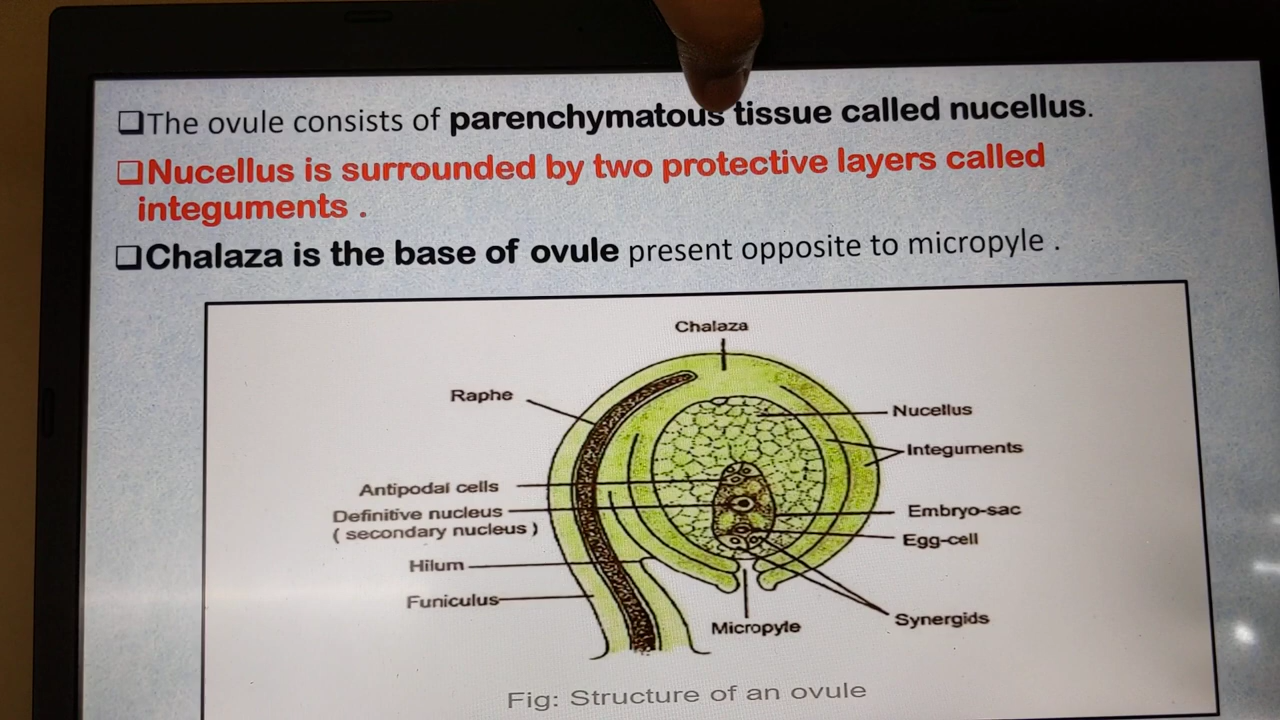 ❑The ovule consists of parenchymatous tissue called nucellus.
❑Nucellus is surrounded by two protective layers called
integuments .
❑Chalaza is the base of ovule present opposite to micropyle .
Chalaza
Raphe
Nucellus
Integuments
Antipodal cells
Definitive nucleus
( secondary nucleus )
Embryo-sac
Egg-cell
Hilum
Funiculus
Micropyle
Synergids
Fig: Structure of an ovule